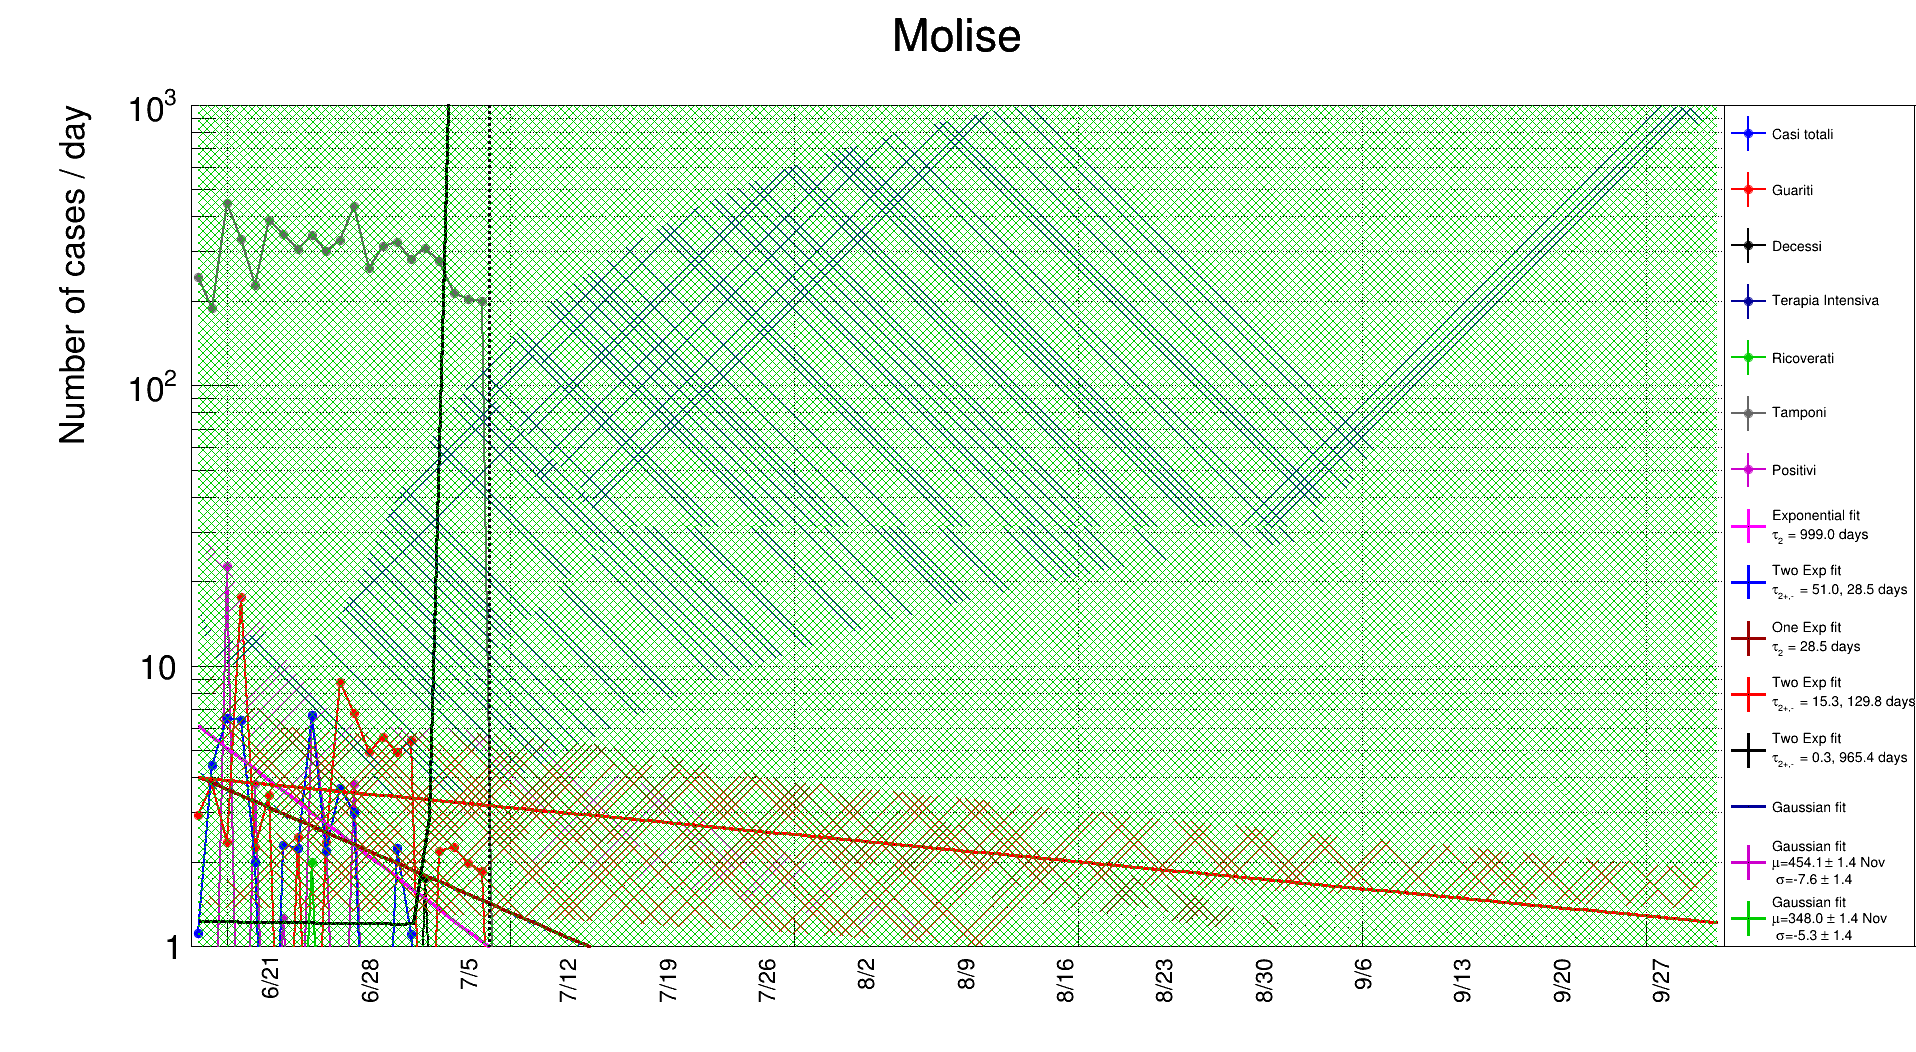 Molise
Number of cases / day
10³
10²
10
1
6/21
6/28
7/5
7/12
7/19
7/26
8/2
8/9
8/16
8/23
8/30
9/6
9/13
9/20
9/27
Casi totali
Guariti
Decessi
Terapia Intensiva
Ricoverati
Tamponi
Positivi
Exponential fit
τ₂ = 999.0 days
Two Exp fit
τ₂₊,₋ = 51.0, 28.5 days
One Exp fit
τ₂ = 28.5 days
Two Exp fit
τ₂₊,₋ = 15.3, 129.8 days
Two Exp fit
τ₂₊,₋ = 0.3, 965.4 days
Gaussian fit
Gaussian fit
μ=454.1± 1.4 Nov
σ=-7.6 ± 1.4
Gaussian fit
μ=348.0± 1.4 Nov
σ=-5.3 ± 1.4